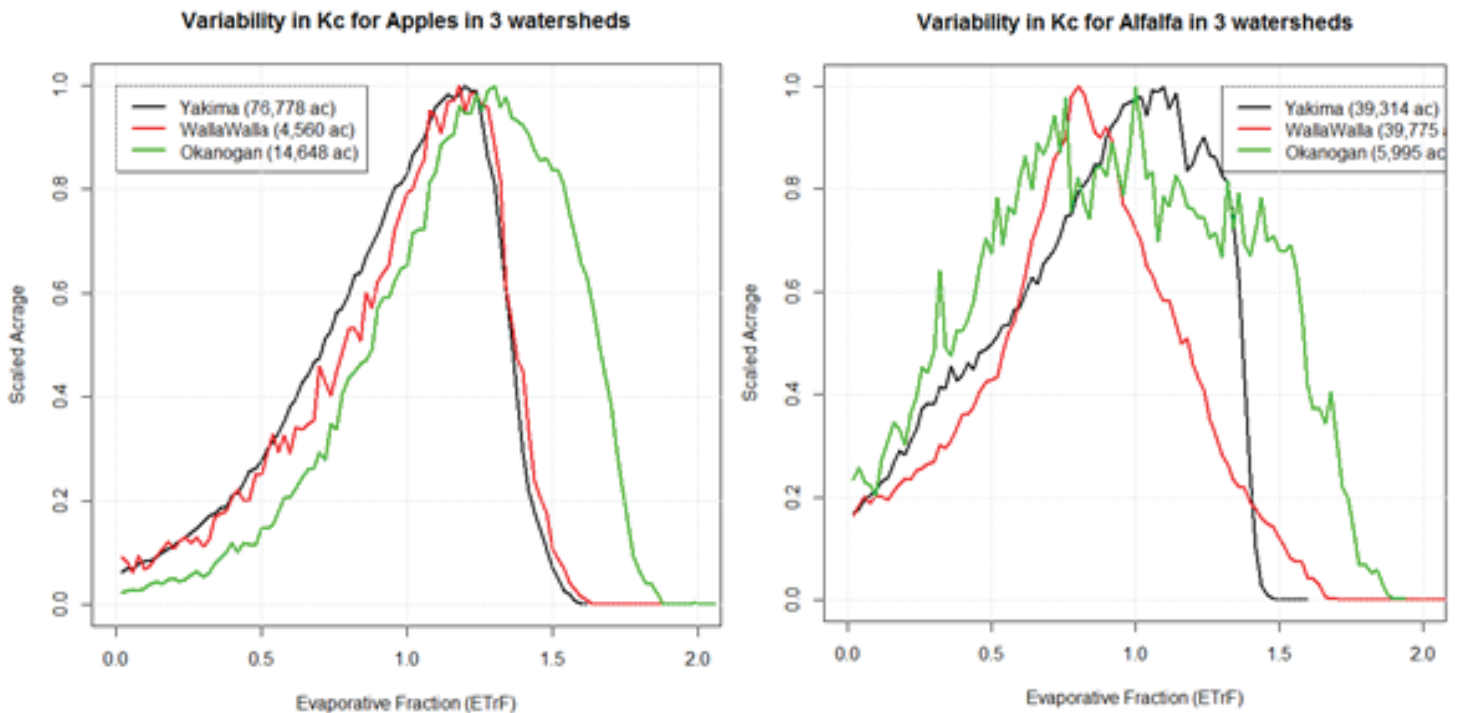 Variability in Kc for Apples in 3 watersheds
Scaled Acrage
1.0
0.8
0.6
0.4
0.2
0.0
Yakima (76,778 ac)
WallaWalla (4,560 ac)
Okanogan (14,648 ac)
0.0 0.5 1.0 1.5 2.0
Evaporative Fraction (ETrF)
Variability in Kc for Alfalfa in 3 watersheds
Scaled Acrage
1.0
0.8
0.6
0.4
0.2
0.0
Yakima (39,314 ac)
WallaWalla (39,775 a
Okanogan (5,995 ac
0.0 0.5 1.0 1.5 2.0
Evaporative Fraction (ETrF)